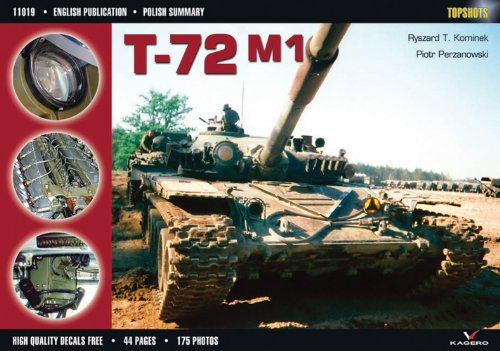 11019 • ENGLISH PUBLICATION • POLISH SUMMARY
TOPSHOTS
T-72 M1
Ryszard T. Kominek
Piotr Perzanowski
HIGH QUALITY DECALS FREE • 44 PAGES • 175 PHOTOS
KAGERO